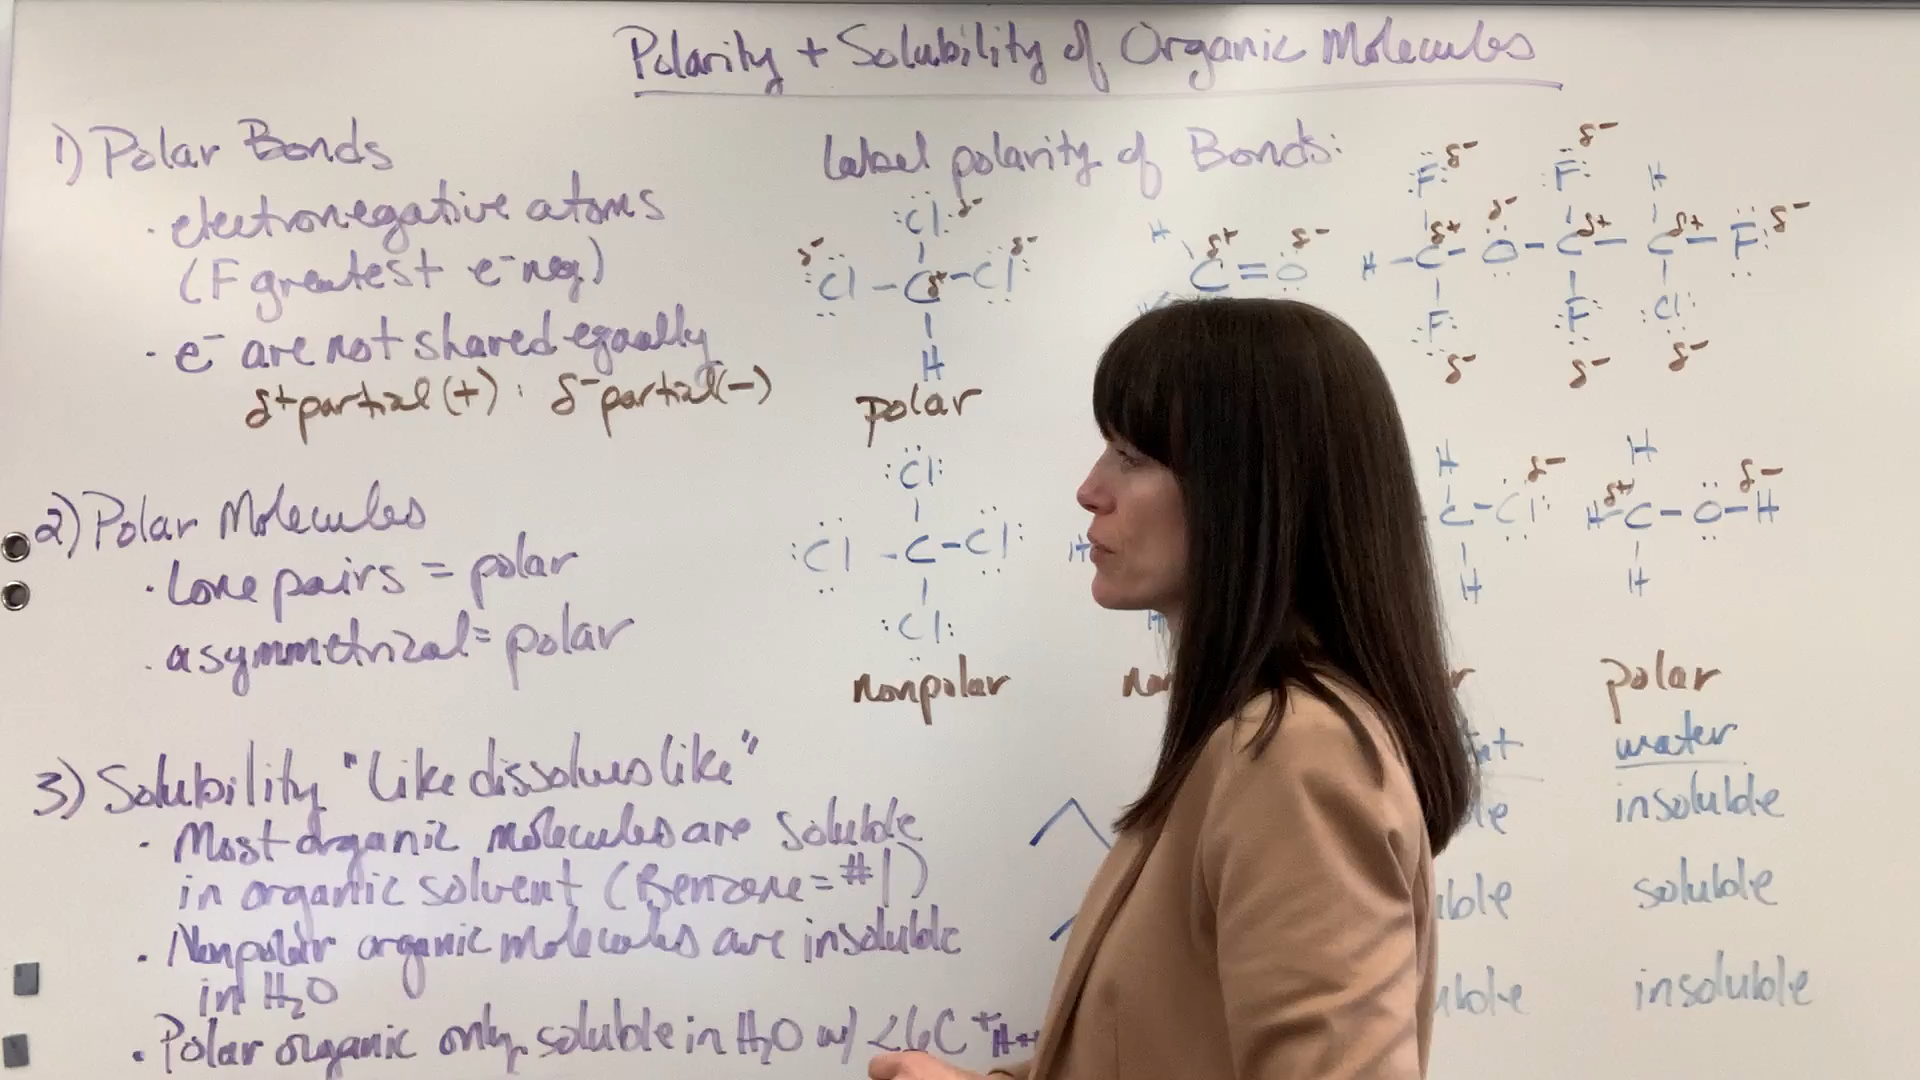 Polarity + Solubility of Organic Molecules
1) Polar Bonds
· electronegative atoms
(F greatest e⁻neg.)
· e⁻ are not shared equally
δ⁺partial(+) : δ⁻partial(-)
2) Polar Molecules
· Lone pairs = polar
· asymmetrical = polar
3) Solubility "Like dissolves like"
· Most organic molecules are soluble
in organic solvent (Benzene = #1)
· Nonpolar organic molecules are insoluble
in H₂O
· Polar organic only soluble in H₂O w/ <6C +
Label polarity of Bonds:
:Cl: δ⁻
δ⁻ :Cl – C δ⁺ – Cl: δ⁻
H
polar
H
δ⁺ δ⁻
C = O
F: δ⁻ F: δ⁻ H
δ⁺ δ⁻ δ⁺ δ⁺
H – C – O – C – C – F: δ⁻
F: F: :Cl:
δ⁻ δ⁻ δ⁻
:Cl:
:Cl – C – Cl:
:Cl:
nonpolar
H
H
H
C – Cl: δ⁻
H
H
δ⁺ δ⁻
H – C – O – H
H
polar
water
insoluble
soluble
insoluble